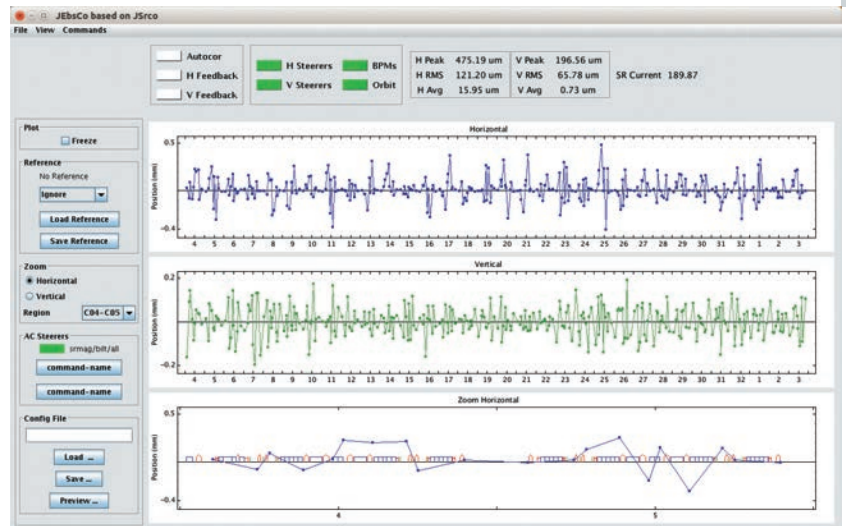 JEbsCo based on JSrco
File View Commands
Autocor
H Feedback
V Feedback
H Steerers BPMs
V Steerers Orbit
H Peak 475.19 um V Peak 196.56 um
H RMS 121.20 um V RMS 65.78 um
H Avg 15.95 um V Avg 0.73 um
SR Current 189.87
Plot
Freeze
Reference
No Reference
Ignore
Load Reference
Save Reference
Zoom
Horizontal
Vertical
Region C04-C05
AC Steerers
srmag/bilt/all
command-name
command-name
Config File
Load ...
Save ...
Preview ...
Horizontal
0.5
Position (mm)
-0.4
4 5 6 7 8 9 10 11 12 13 14 15 16 17 18 19 20 21 22 23 24 25 26 27 28 29 30 31 32 1 2 3
Vertical
0.2
Position (mm)
-0.2
4 5 6 7 8 9 10 11 12 13 14 15 16 17 18 19 20 21 22 23 24 25 26 27 28 29 30 31 32 1 2 3
Zoom Horizontal
0.5
Position (mm)
-0.4
4 5